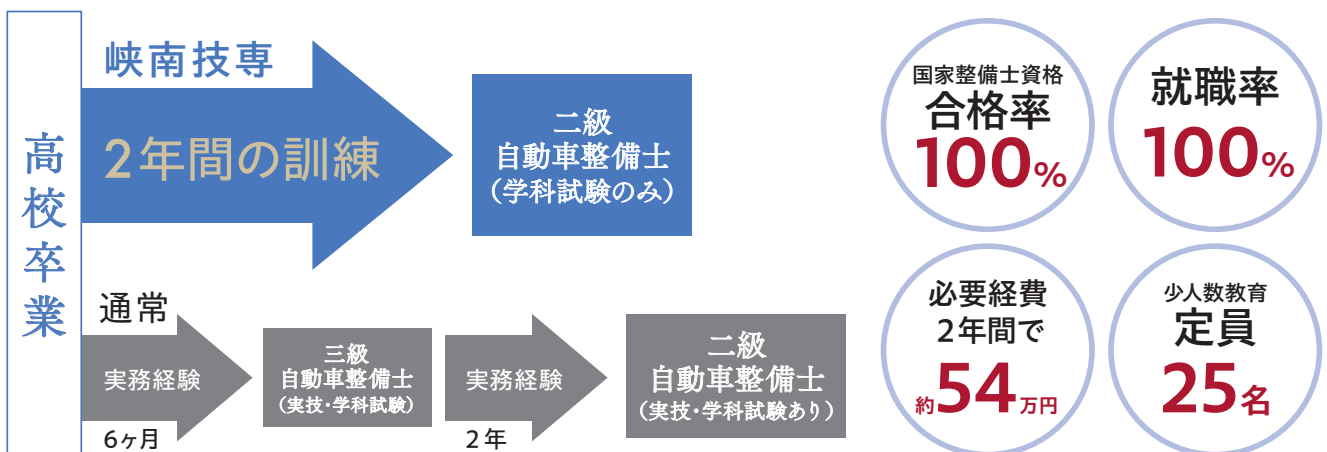 高校卒業
峡南技専
2年間の訓練
二級
自動車整備士
（学科試験のみ）
通常
実務経験
6ヶ月
三級
自動車整備士
（実技・学科試験）
実務経験
2年
二級
自動車整備士
（実技・学科試験あり）
国家整備士資格
合格率
100%
就職率
100%
必要経費
2年間で
約54万円
少人数教育
定員
25名